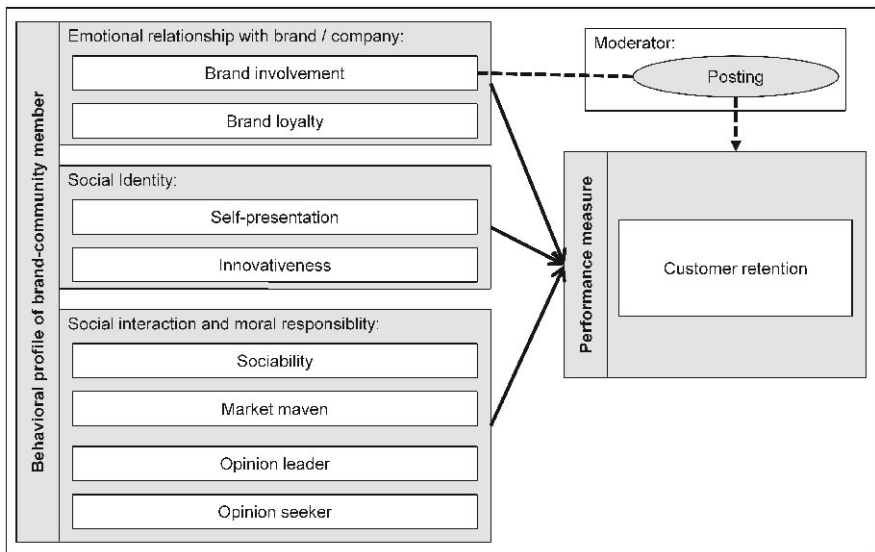 Behavioral profile of brand-community member
Emotional relationship with brand / company:
Brand involvement
Brand loyalty
Social Identity:
Self-presentation
Innovativeness
Social interaction and moral responsiblity:
Sociability
Market maven
Opinion leader
Opinion seeker
Moderator:
Posting
Performance measure
Customer retention